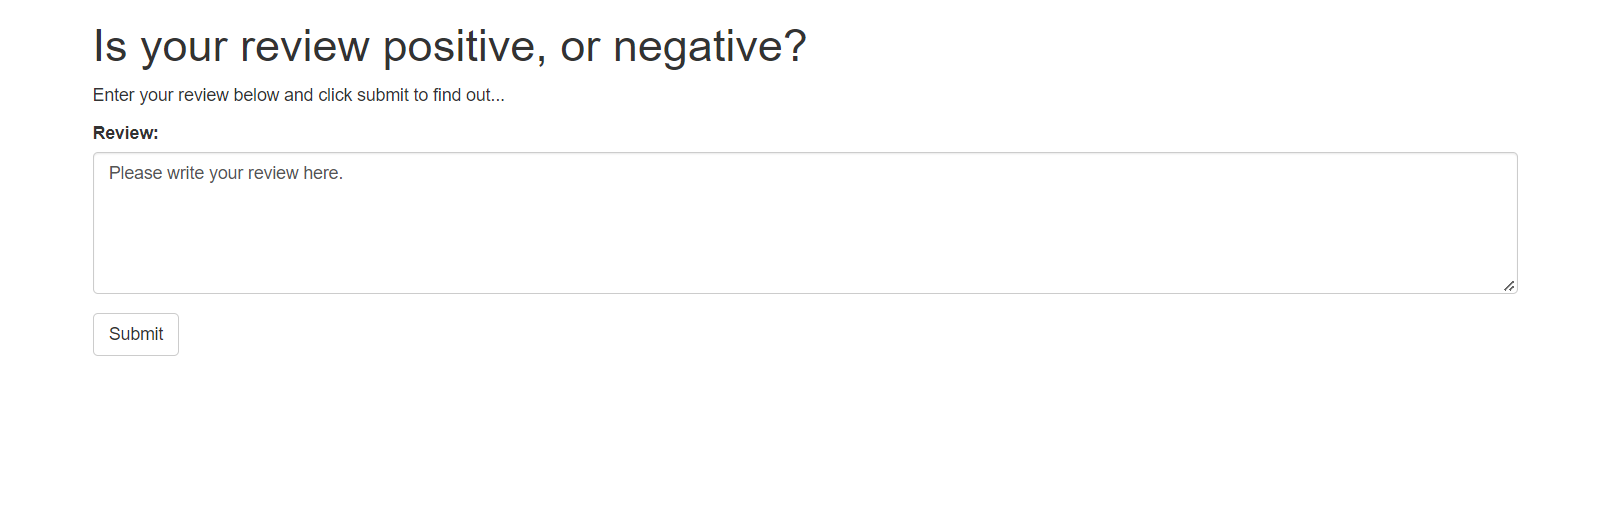 Is your review positive, or negative?
Enter your review below and click submit to find out...
Review:
Please write your review here.
Submit